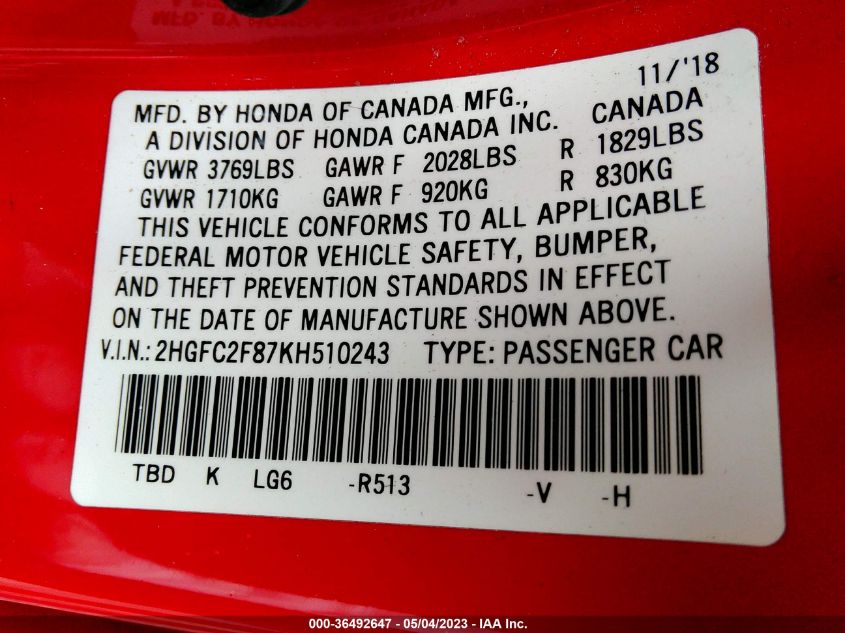 11/'18
MFD. BY HONDA OF CANADA MFG.,
A DIVISION OF HONDA CANADA INC. CANADA
GVWR 3769LBS GAWR F 2028LBS R 1829LBS
GVWR 1710KG GAWR F 920KG R 830KG
THIS VEHICLE CONFORMS TO ALL APPLICABLE
FEDERAL MOTOR VEHICLE SAFETY, BUMPER,
AND THEFT PREVENTION STANDARDS IN EFFECT
ON THE DATE OF MANUFACTURE SHOWN ABOVE.
V.I.N.: 2HGFC2F87KH510243 TYPE: PASSENGER CAR
TBD K LG6 -R513 -V -H
000-36492647 - 05/04/2023 - IAA Inc.